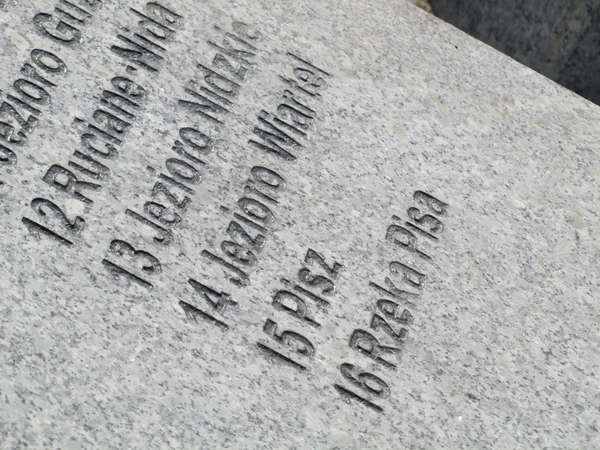 Jezioro
12 Ruciane-Nida
13 Jezioro Nidzkie
14 Jezioro Wiartel
15 Pisz
16 Rzeka Pisa